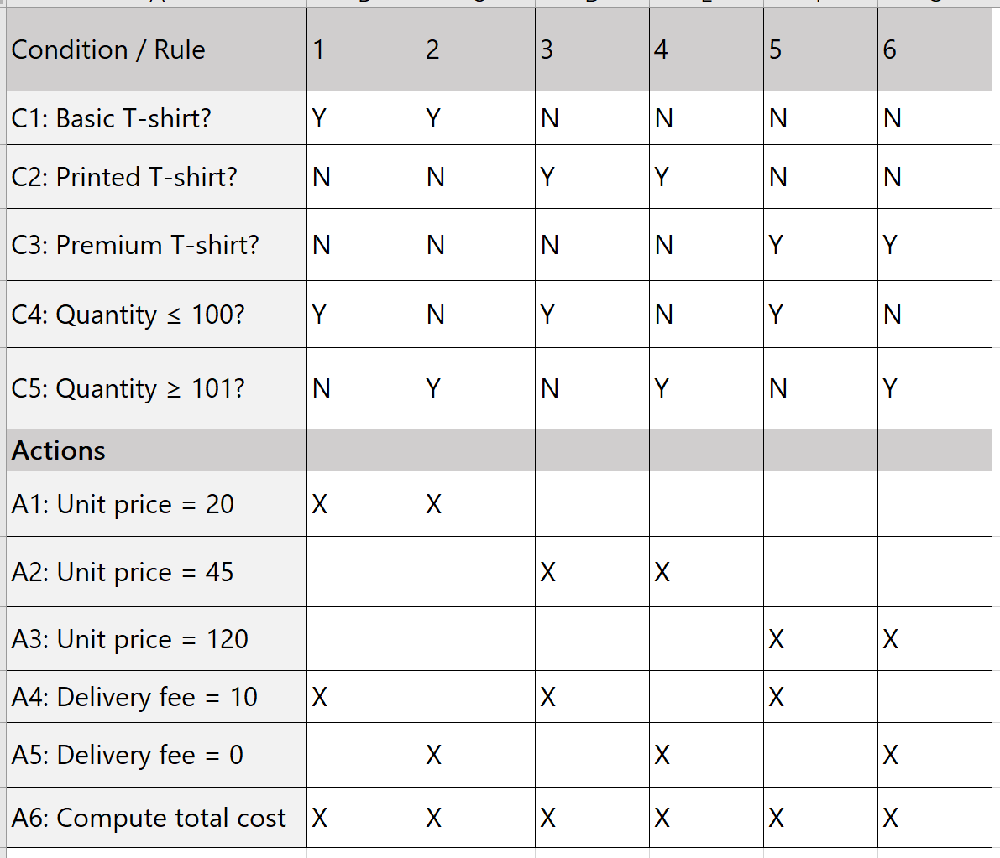 Condition / Rule 1 2 3 4 5 6
C1: Basic T-shirt? Y Y N N N N
C2: Printed T-shirt? N N Y Y N N
C3: Premium T-shirt? N N N N Y Y
C4: Quantity ≤ 100? Y N Y N Y N
C5: Quantity ≥ 101? N Y N Y N Y
Actions
A1: Unit price = 20 X X
A2: Unit price = 45 X X
A3: Unit price = 120 X X
A4: Delivery fee = 10 X X X
A5: Delivery fee = 0 X X X
A6: Compute total cost X X X X X X